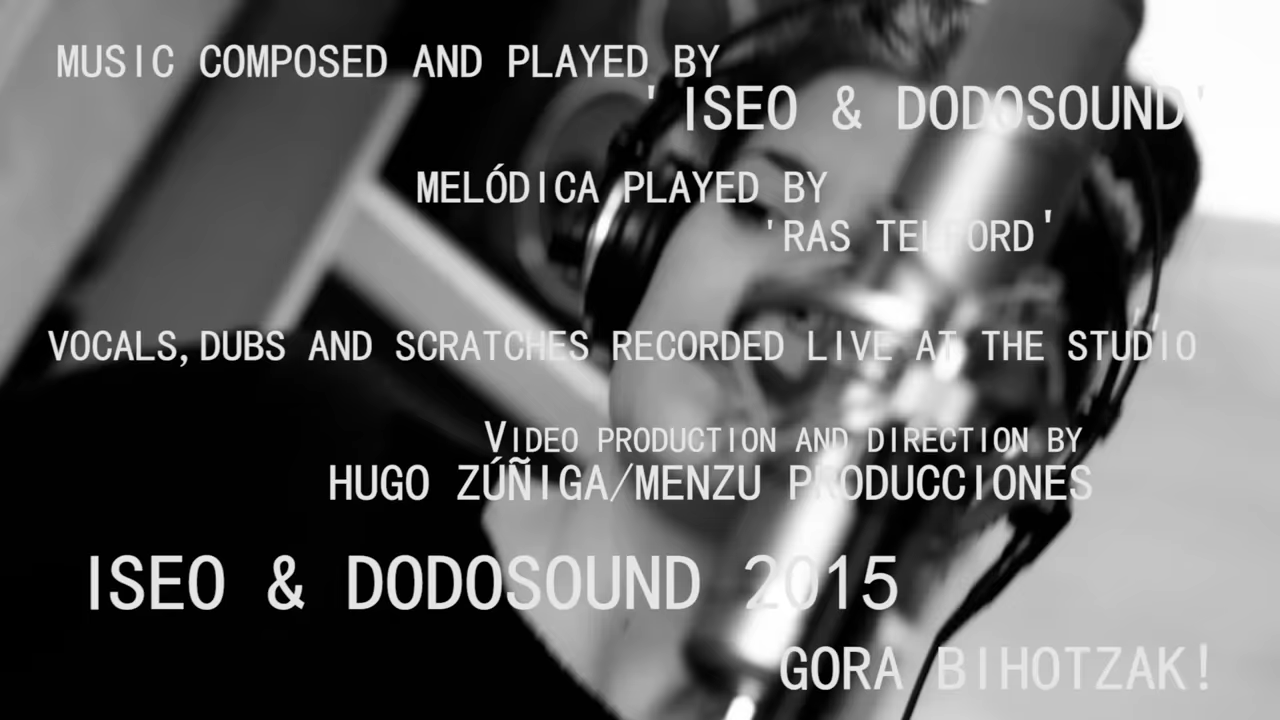 MUSIC COMPOSED AND PLAYED BY
'ISEO & DODOSOUND'
MELÓDICA PLAYED BY
'RAS TELFORD'
VOCALS, DUBS AND SCRATCHES RECORDED LIVE AT THE STUDIO
VIDEO PRODUCTION AND DIRECTION BY
HUGO ZÚÑIGA/MENZU PRODUCCIONES
ISEO & DODOSOUND 2015
GORA BIHOTZAK!